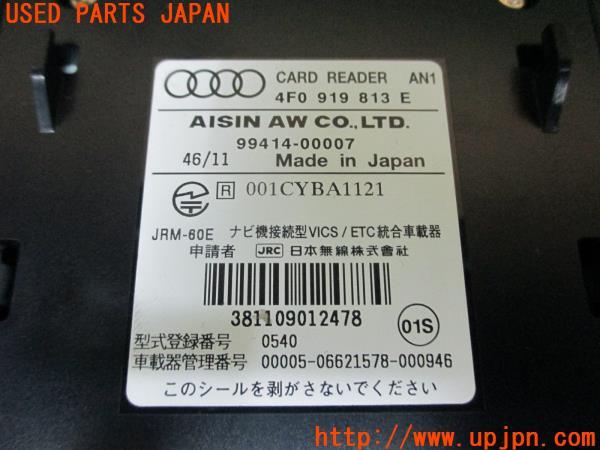 USED PARTS JAPAN
CARD READER AN1
4F0 919 813 E
AISIN AW CO.,LTD.
99414-00007
46/11 Made in Japan
R 001CYBA1121
JRM-60E ナビ機接続型VICS/ETC統合車載器
申請者 JRC 日本無線株式會社
381109012478
01S
型式登録番号 0540
車載器管理番号 00005-06621578-000946
このシールを剥がさないでください
http://www.upjpn.com